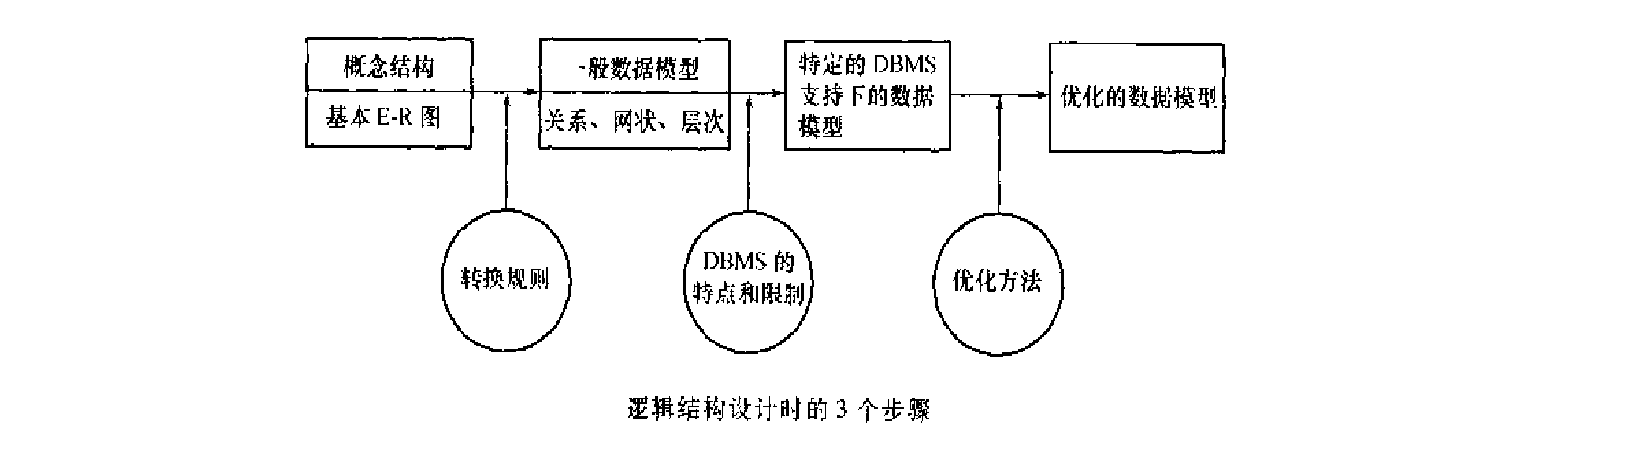 概念结构
基本 E-R 图
一般数据模型
关系、网状、层次
特定的 DBMS
支持下的数据
模型
优化的数据模型
转换规则
DBMS 的
特点和限制
优化方法
逻辑结构设计时的 3 个步骤